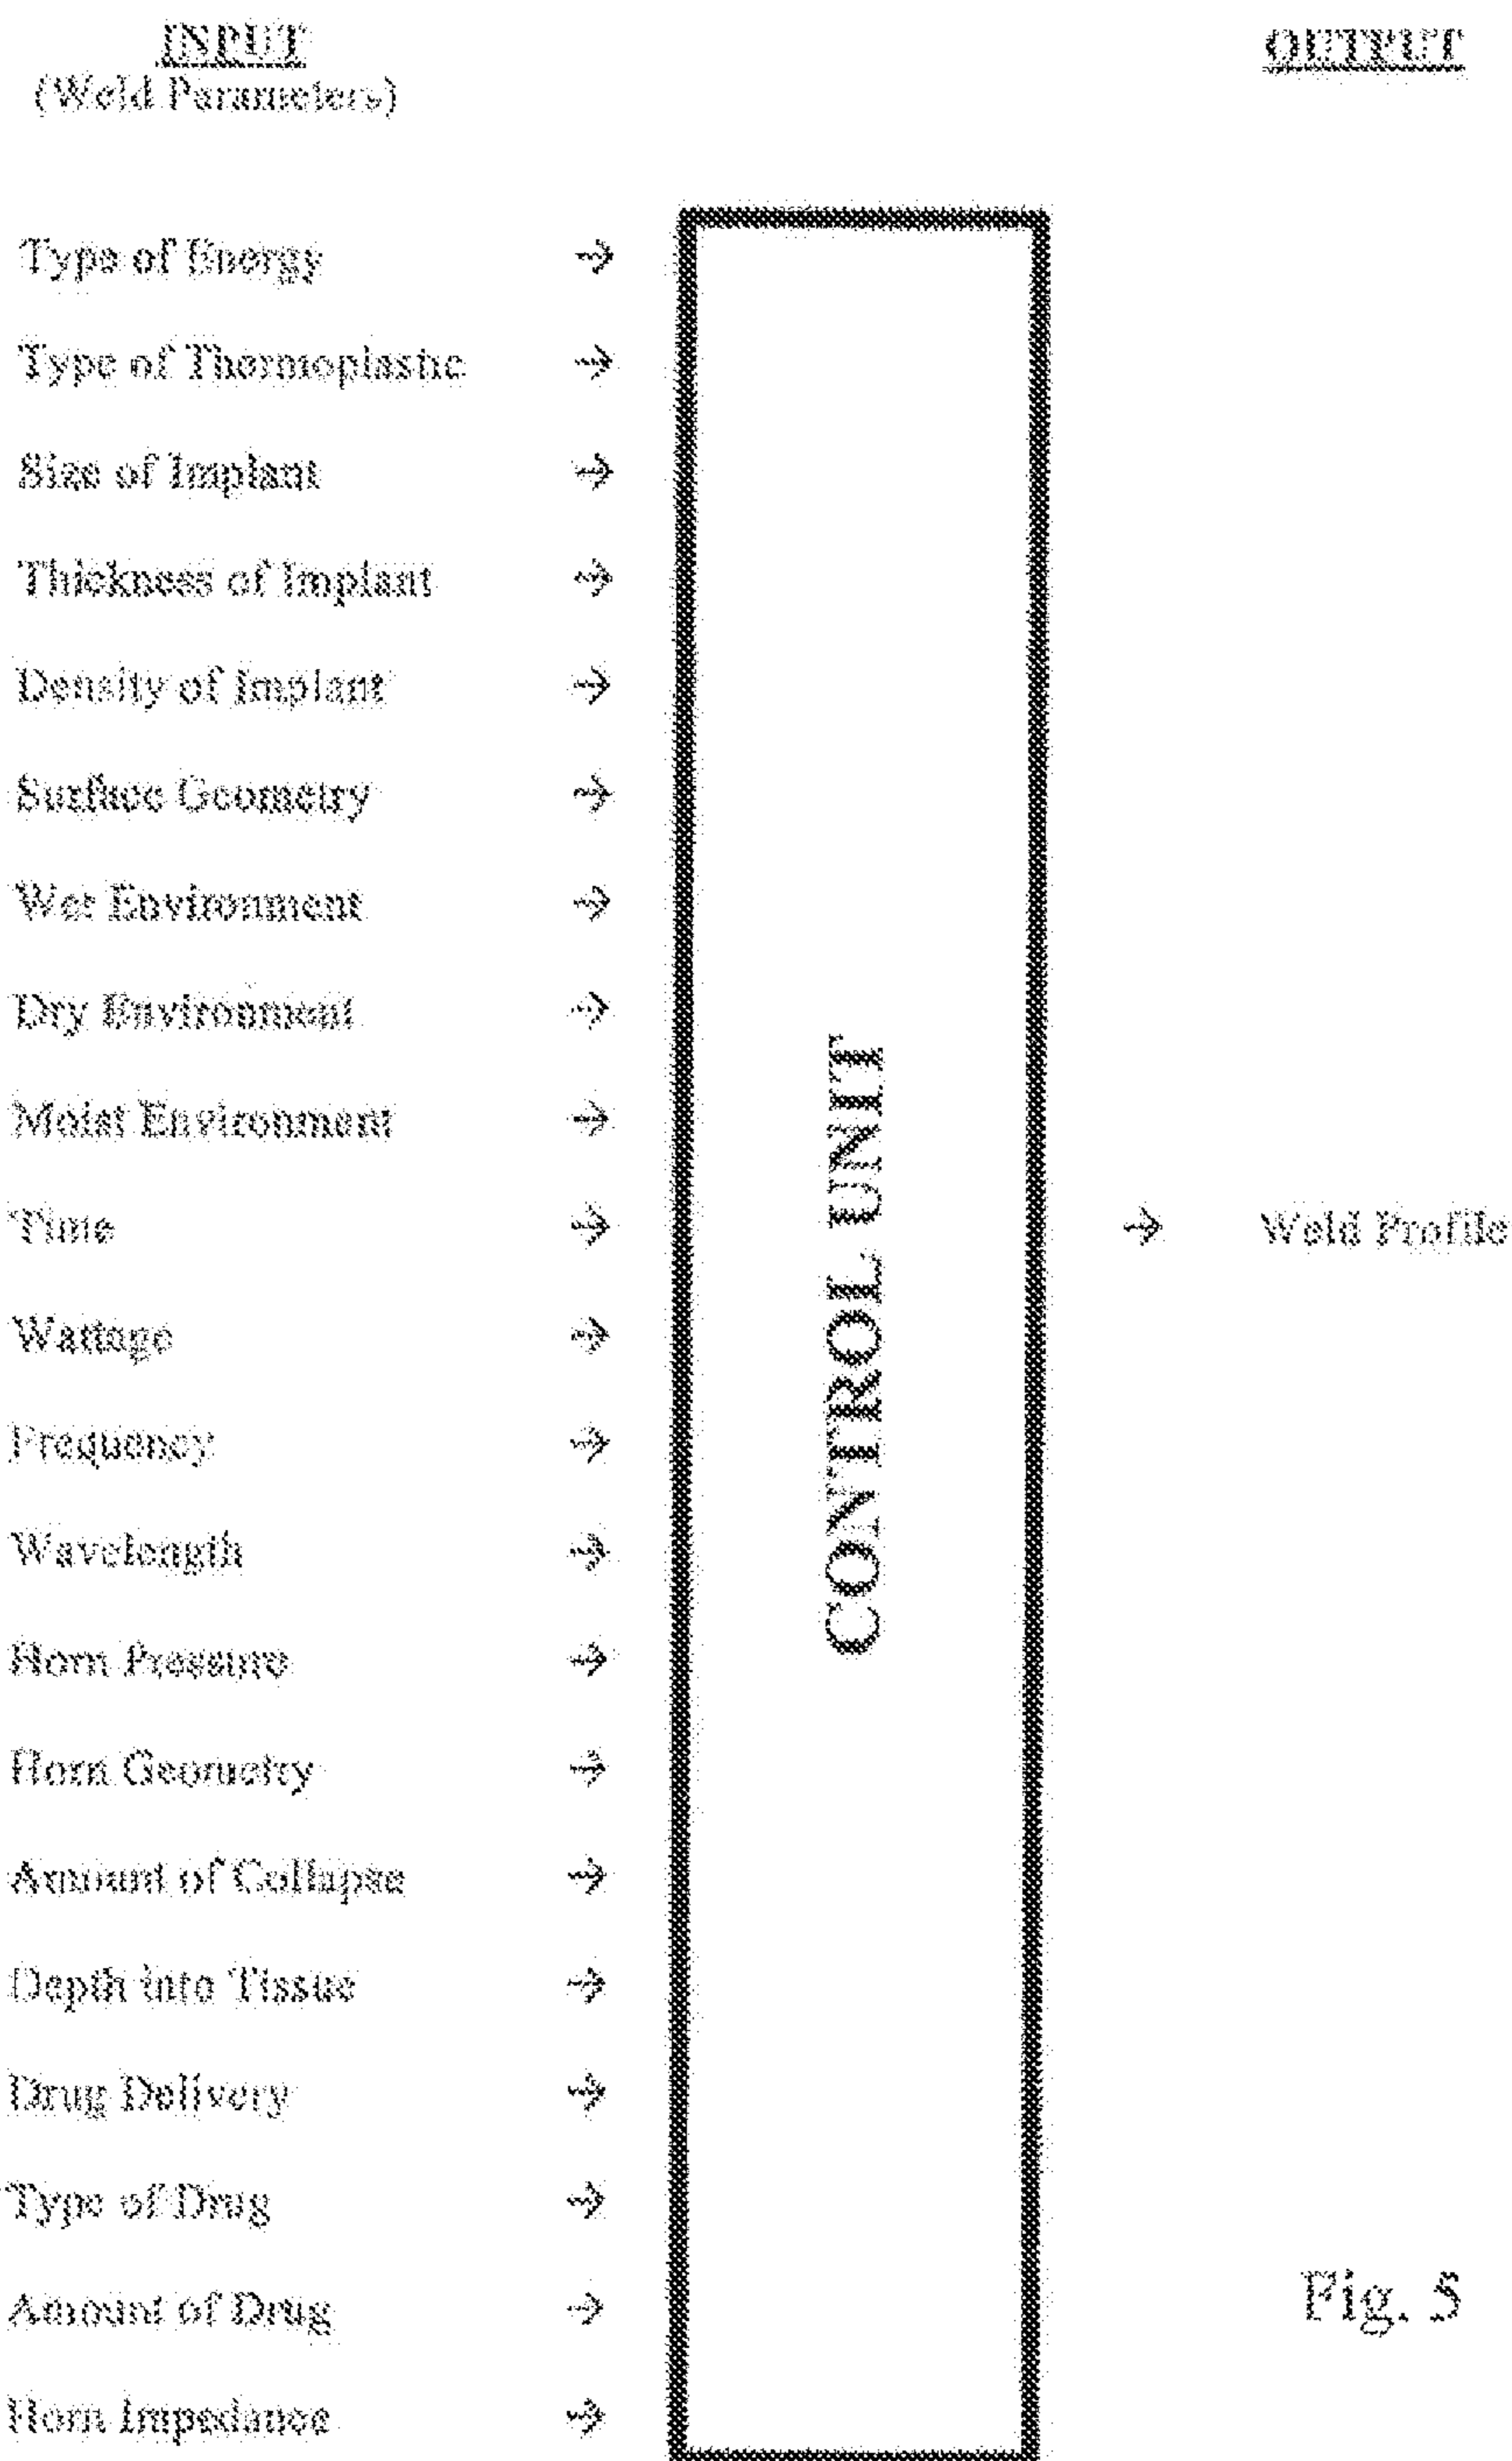 INPUT
(Weld Parameters)
OUTPUT
Type of Energy →
Type of Thermoplastic →
Size of Implant →
Thickness of Implant →
Density of Implant →
Surface Geometry →
Wet Environment →
Dry Environment →
Moist Environment →
Time →
Wattage →
Frequency →
Wavelength →
Horn Pressure →
Horn Geometry →
Amount of Collapse →
Depth into Tissue →
Drug Delivery →
Type of Drug →
Amount of Drug →
Horn Impedance →
CONTROL UNIT
→ Weld Profile
Fig. 5